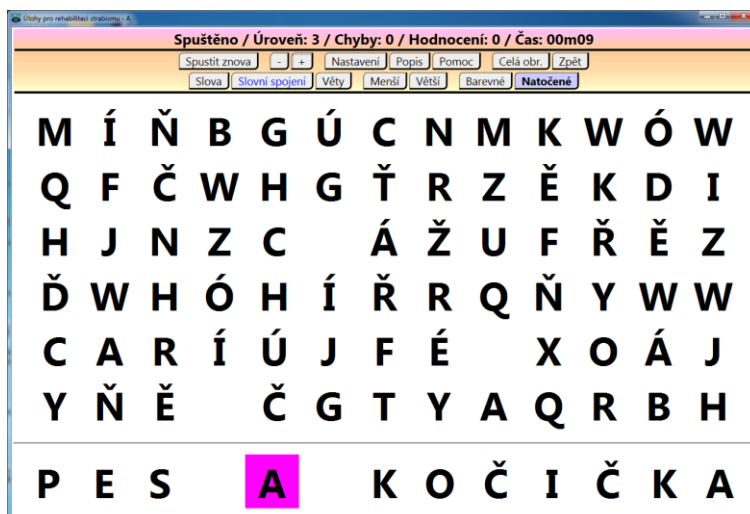 Úlohy pro rehabilitaci strabismu - A
Spuštěno / Úroveň: 3 / Chyby: 0 / Hodnocení: 0 / Čas: 00m09
Spustit znova - + Nastavení Popis Pomoc Celá obr. Zpět
Slova Slovní spojení Věty Menší Větší Barevné Natočené
M Í Ň B G Ú C N M K W Ó W
Q F Č W H G Ť R Z Ě K D I
H J N Z C Á Ž U F Ř Ě Z
Ď W H Ó H Í Ř R Q Ň Y W W
C A R Í Ú J F É X O Á J
Y Ň Ě Č G T Y A Q R B H
P E S A K O Č I Č K A